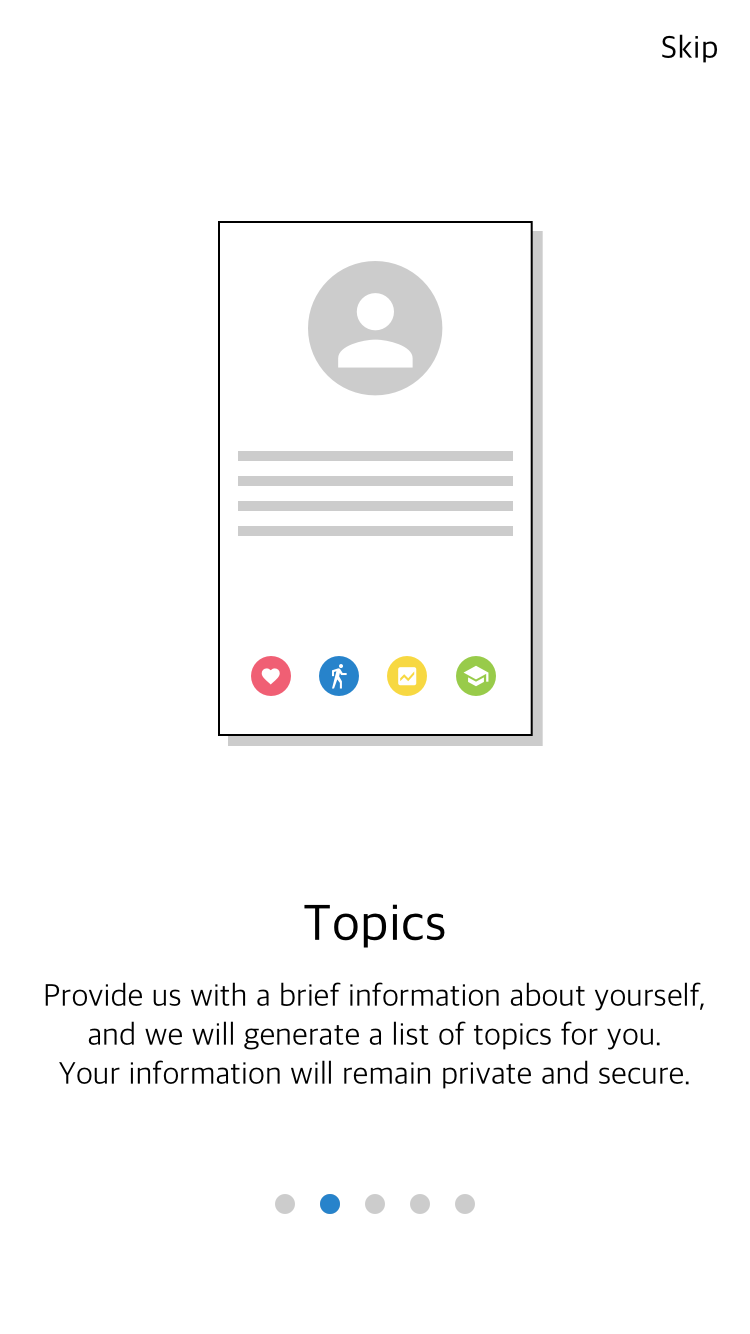 Skip
Topics
Provide us with a brief information about yourself,
and we will generate a list of topics for you.
Your information will remain private and secure.